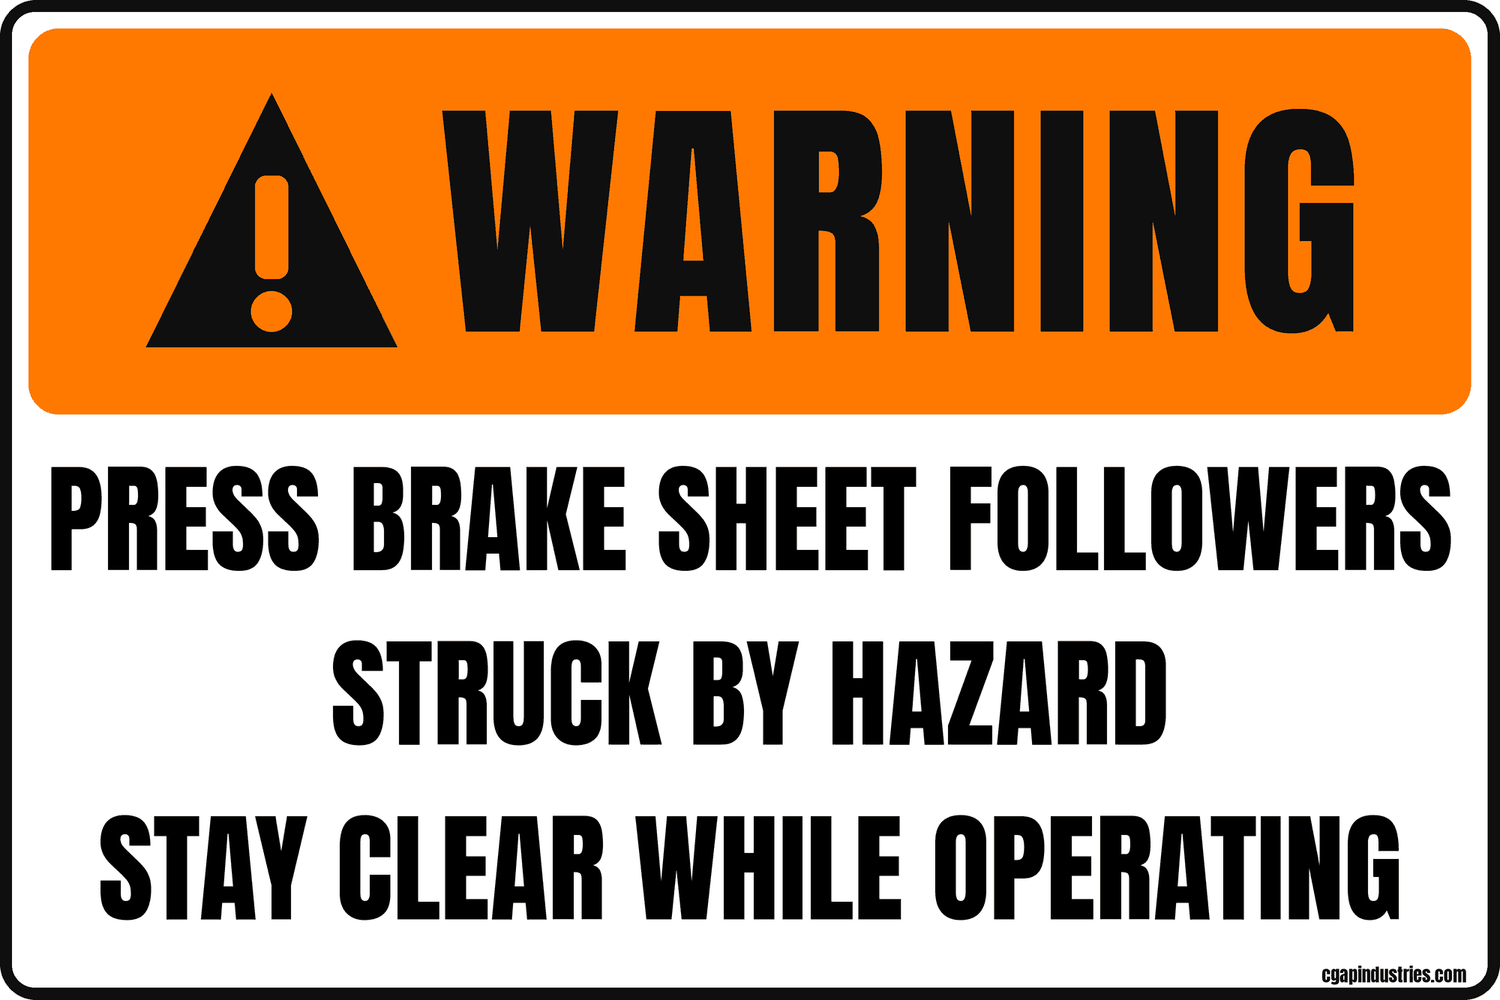 WARNING
PRESS BRAKE SHEET FOLLOWERS
STRUCK BY HAZARD
STAY CLEAR WHILE OPERATING
cgapindustries.com